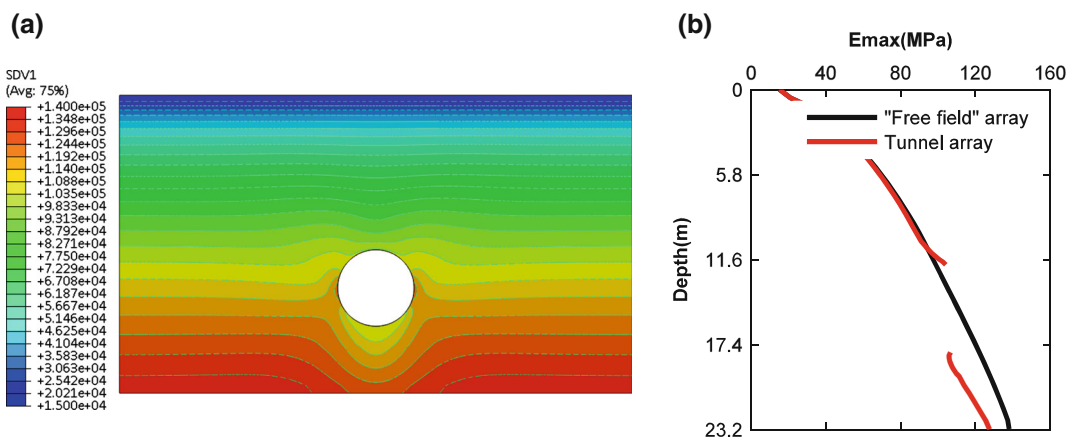 (a)
SDV1
(Avg: 75%)
+1.400e+05
+1.348e+05
+1.296e+05
+1.244e+05
+1.192e+05
+1.140e+05
+1.088e+05
+1.035e+05
+9.833e+04
+9.313e+04
+8.792e+04
+8.271e+04
+7.750e+04
+7.229e+04
+6.708e+04
+6.187e+04
+5.667e+04
+5.146e+04
+4.625e+04
+4.104e+04
+3.583e+04
+3.063e+04
+2.542e+04
+2.021e+04
+1.500e+04
(b)
Emax(MPa)
0 40 80 120 160
0
5.8
11.6
17.4
23.2
Depth(m)
"Free field" array
Tunnel array